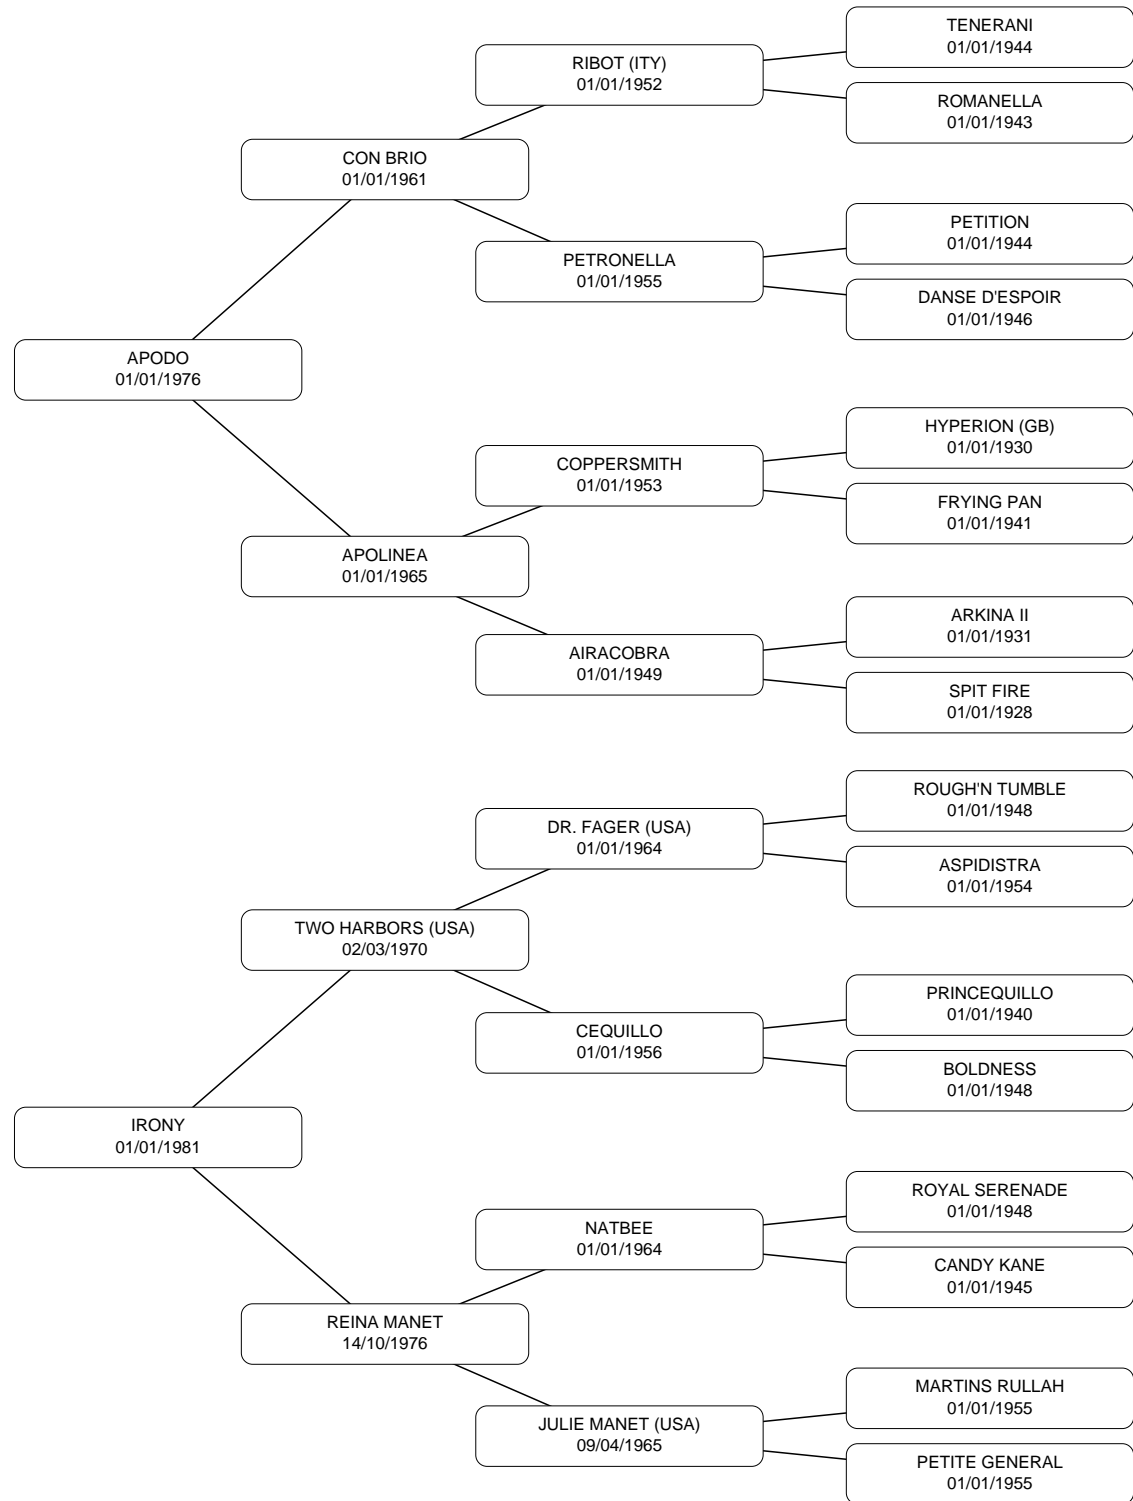 TENERANI
01/01/1944
RIBOT (ITY)
01/01/1952
ROMANELLA
01/01/1943
CON BRIO
01/01/1961
PETITION
01/01/1944
PETRONELLA
01/01/1955
DANSE D'ESPOIR
01/01/1946
APODO
01/01/1976
HYPERION (GB)
01/01/1930
COPPERSMITH
01/01/1953
FRYING PAN
01/01/1941
APOLINEA
01/01/1965
ARKINA II
01/01/1931
AIRACOBRA
01/01/1949
SPIT FIRE
01/01/1928
ROUGH'N TUMBLE
01/01/1948
DR. FAGER (USA)
01/01/1964
ASPIDISTRA
01/01/1954
TWO HARBORS (USA)
02/03/1970
PRINCEQUILLO
01/01/1940
CEQUILLO
01/01/1956
BOLDNESS
01/01/1948
IRONY
01/01/1981
ROYAL SERENADE
01/01/1948
NATBEE
01/01/1964
CANDY KANE
01/01/1945
REINA MANET
14/10/1976
MARTINS RULLAH
01/01/1955
JULIE MANET (USA)
09/04/1965
PETITE GENERAL
01/01/1955